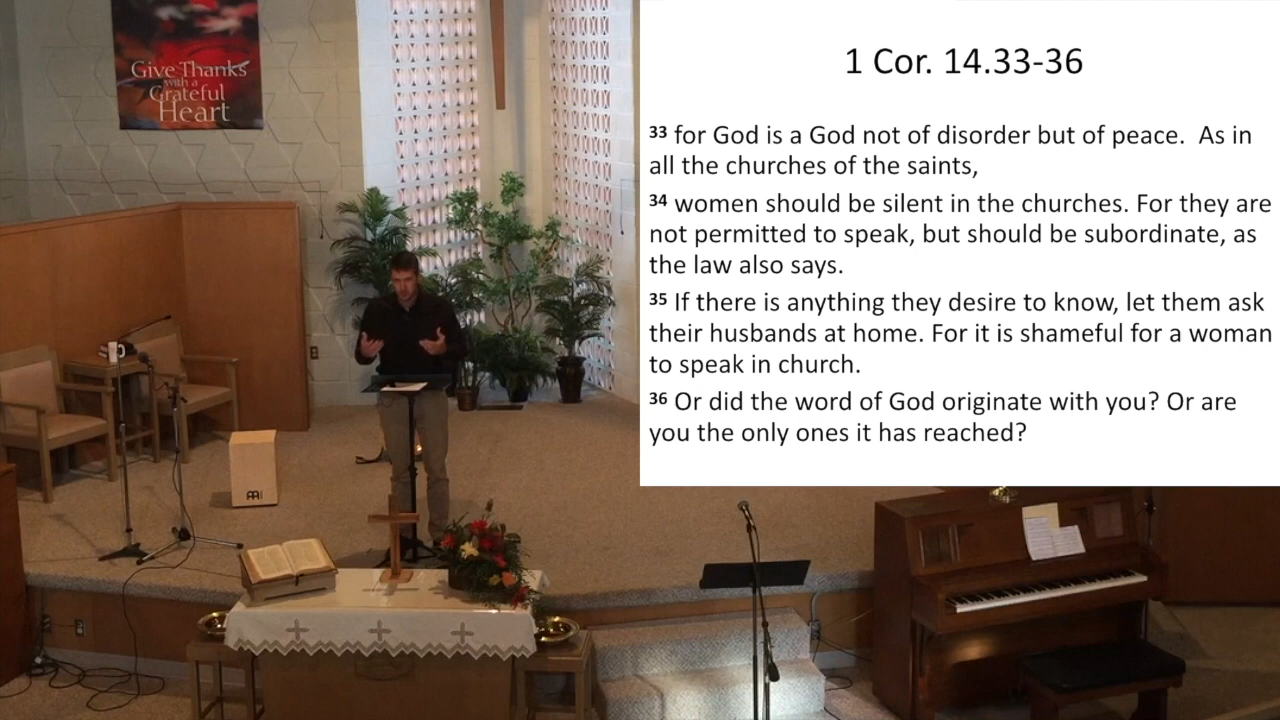 Give Thanks
with a
Grateful
Heart
1 Cor. 14.33-36
33 for God is a God not of disorder but of peace.  As in
all the churches of the saints,
34 women should be silent in the churches. For they are
not permitted to speak, but should be subordinate, as
the law also says.
35 If there is anything they desire to know, let them ask
their husbands at home. For it is shameful for a woman
to speak in church.
36 Or did the word of God originate with you? Or are
you the only ones it has reached?